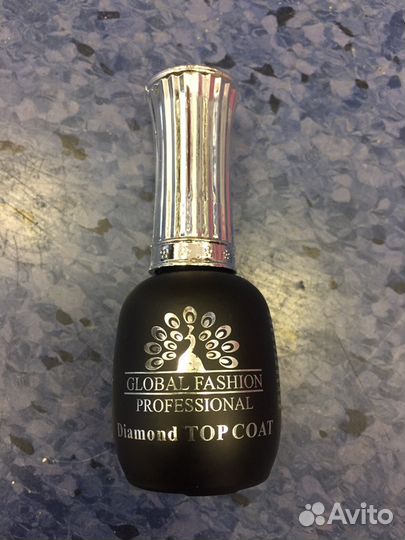 GLOBAL FASHION
PROFESSIONAL
Diamond TOP COAT
Avito